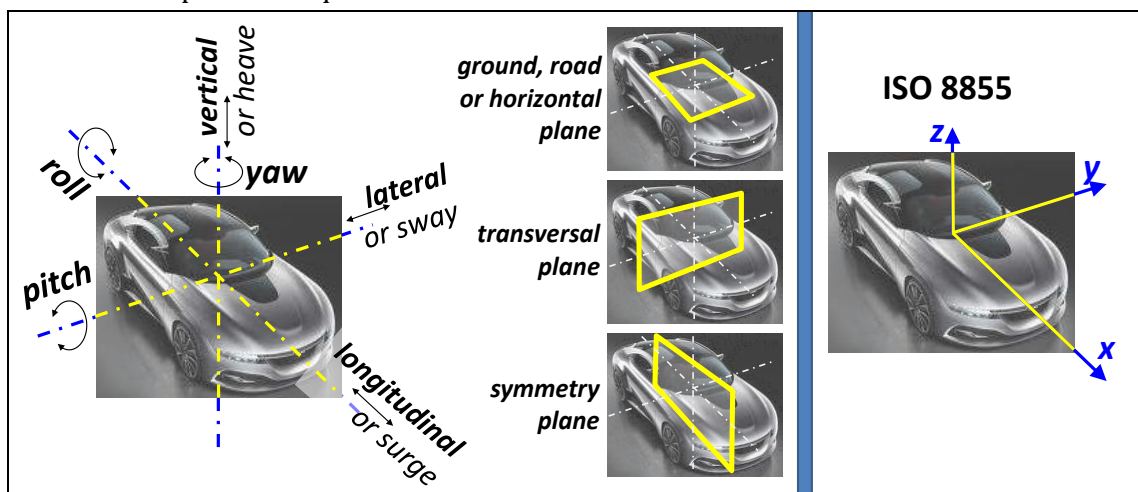 vertical
or heave
roll
yaw
lateral
or sway
pitch
longitudinal
or surge
ground, road
or horizontal
plane
transversal
plane
symmetry
plane
ISO 8855
z
y
x